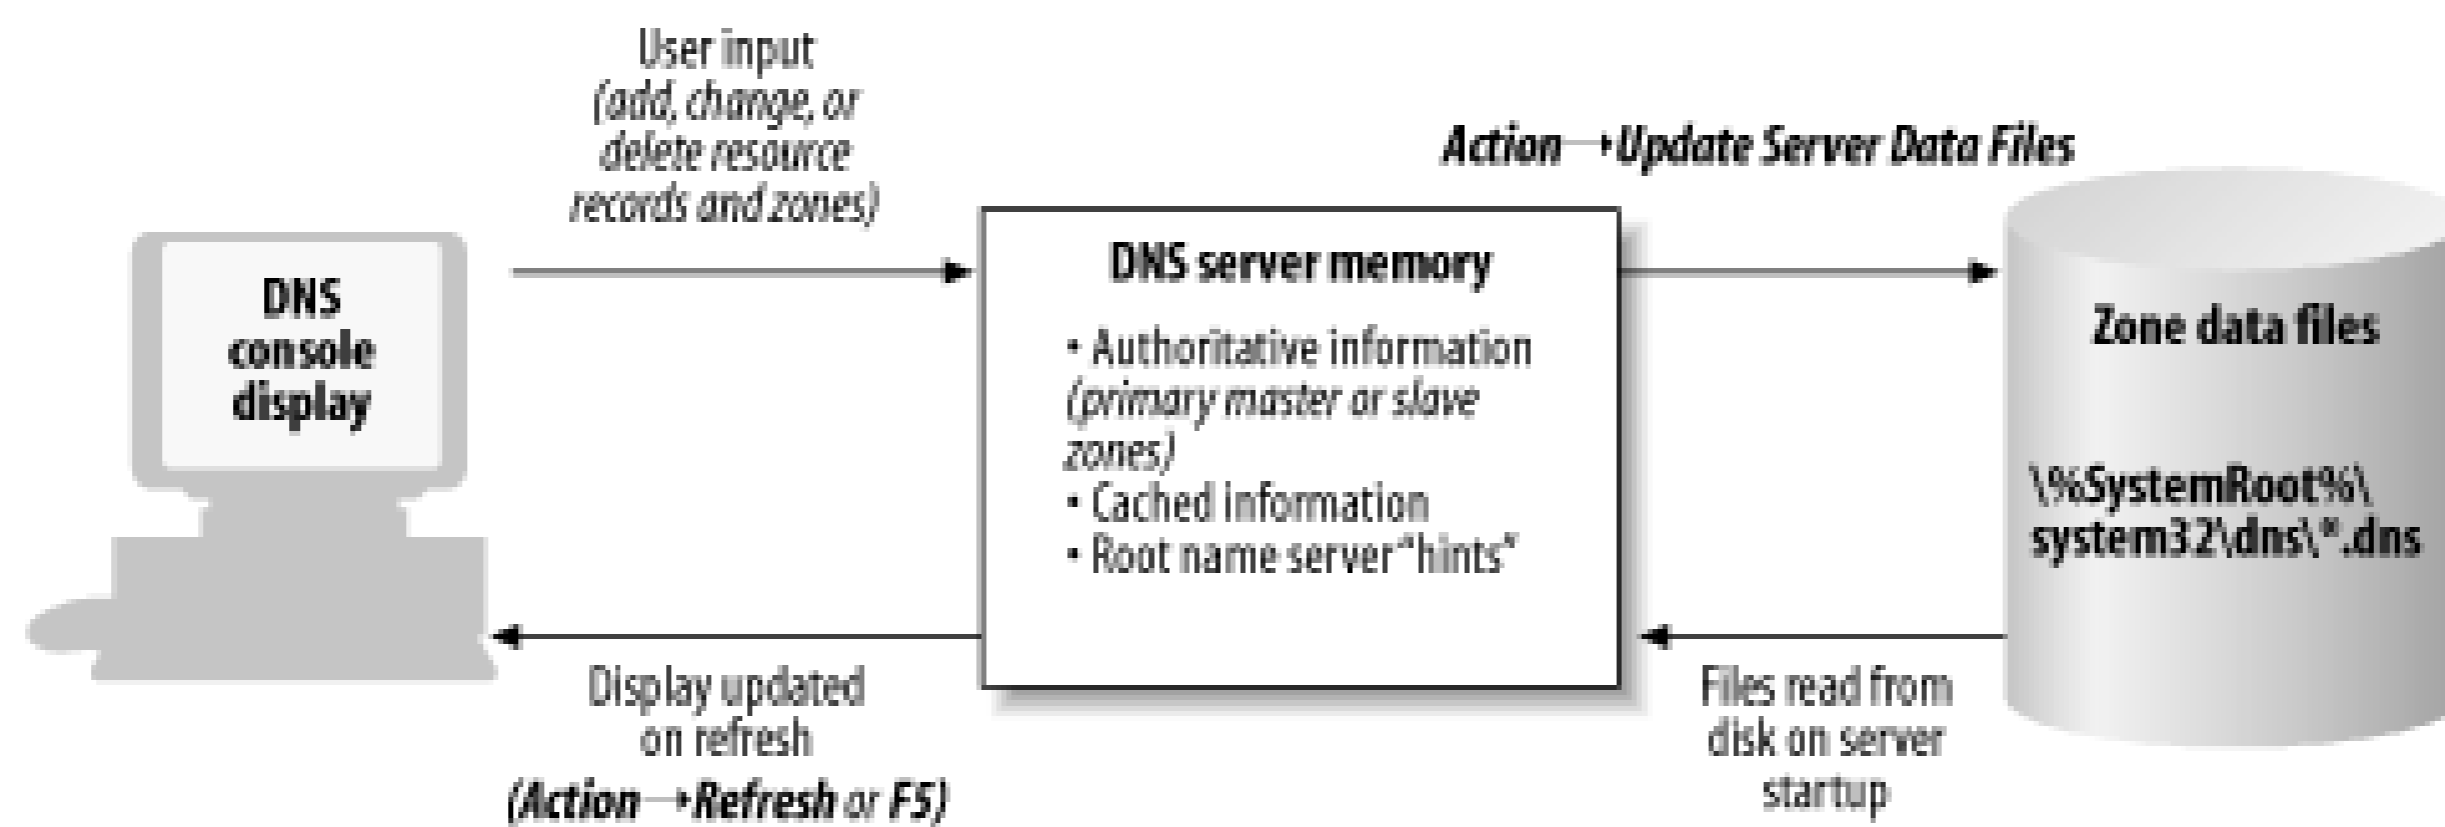 User input
(add, change, or
delete resource
records and zones)
Action→Update Server Data Files
DNS
console
display
DNS server memory
• Authoritative information
(primary master or slave
zones)
• Cached information
• Root name server“hints”
Zone data files
\%SystemRoot%\
system32\dns\*.dns
Display updated
on refresh
(Action→Refresh or F5)
Files read from
disk on server
startup